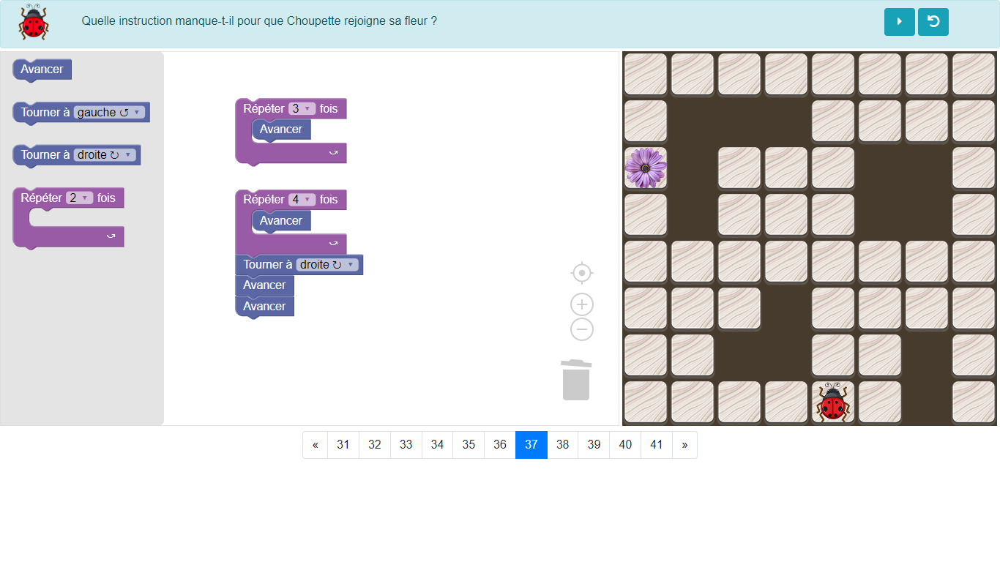 Quelle instruction manque-t-il pour que Choupette rejoigne sa fleur ?
Avancer
Tourner à gauche ↺
Tourner à droite ↻
Répéter 2 fois
Répéter 3 fois
Avancer
Répéter 4 fois
Avancer
Tourner à droite ↻
Avancer
Avancer
« 31 32 33 34 35 36 37 38 39 40 41 »